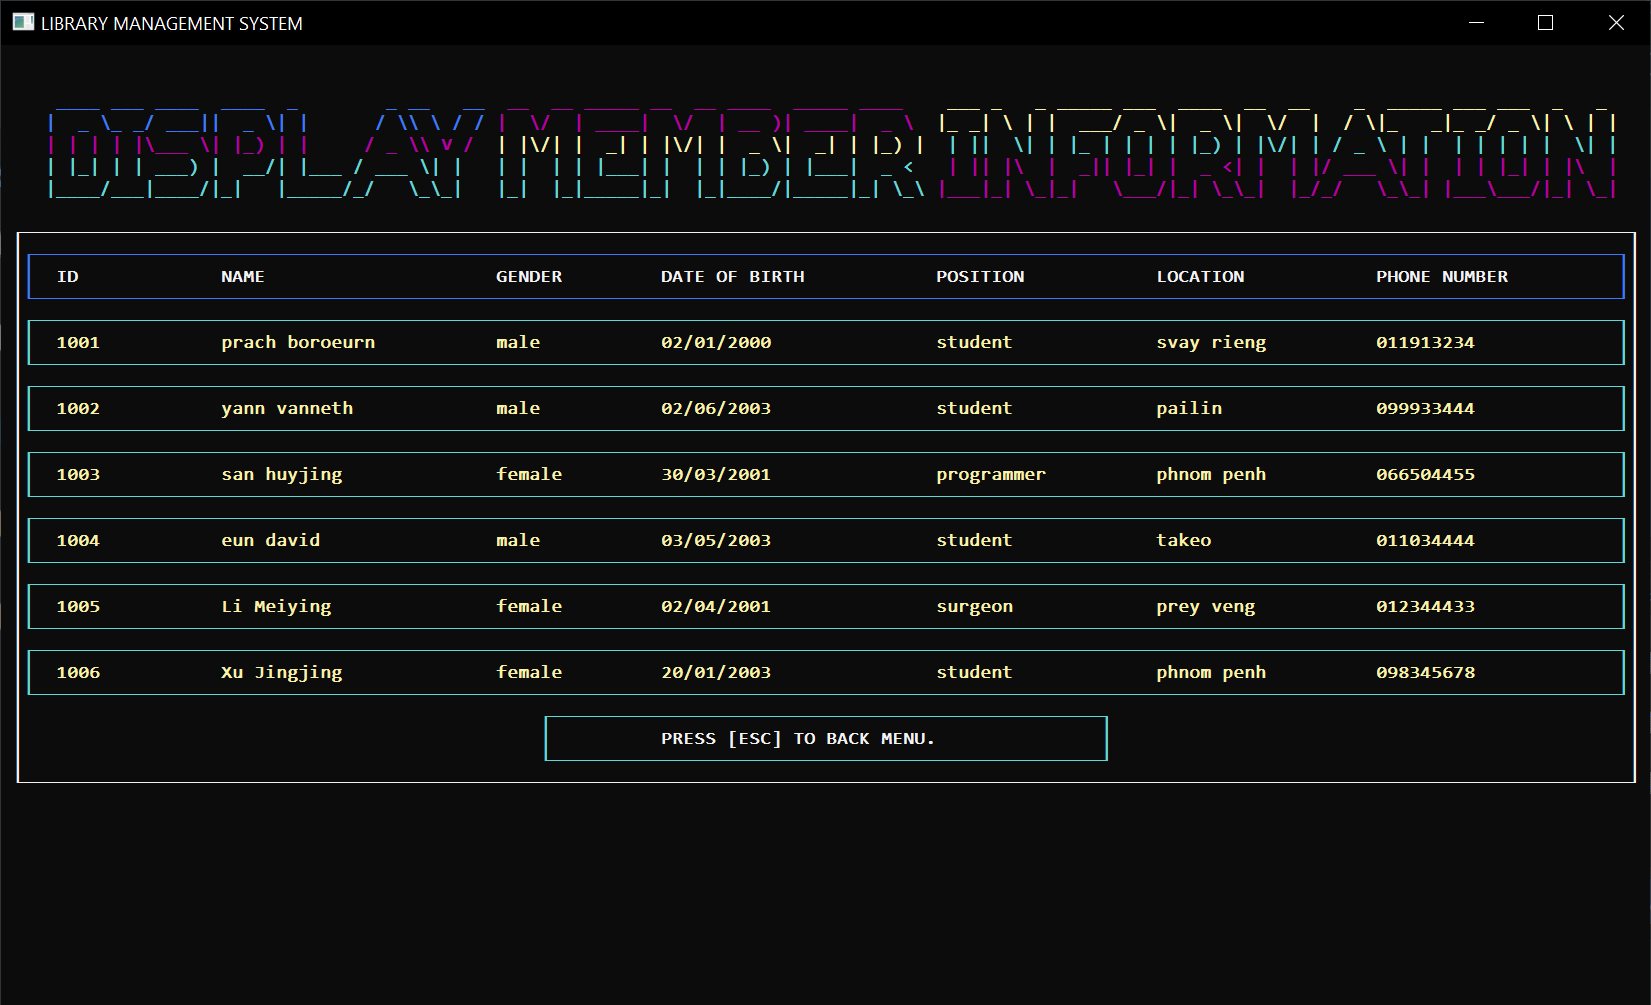 LIBRARY MANAGEMENT SYSTEM
DISPLAY MEMBER INFORMATION
ID NAME GENDER DATE OF BIRTH POSITION LOCATION PHONE NUMBER
1001 prach boroeurn male 02/01/2000 student svay rieng 011913234
1002 yann vanneth male 02/06/2003 student pailin 099933444
1003 san huyjing female 30/03/2001 programmer phnom penh 066504455
1004 eun david male 03/05/2003 student takeo 011034444
1005 Li Meiying female 02/04/2001 surgeon prey veng 012344433
1006 Xu Jingjing female 20/01/2003 student phnom penh 098345678
PRESS [ESC] TO BACK MENU.